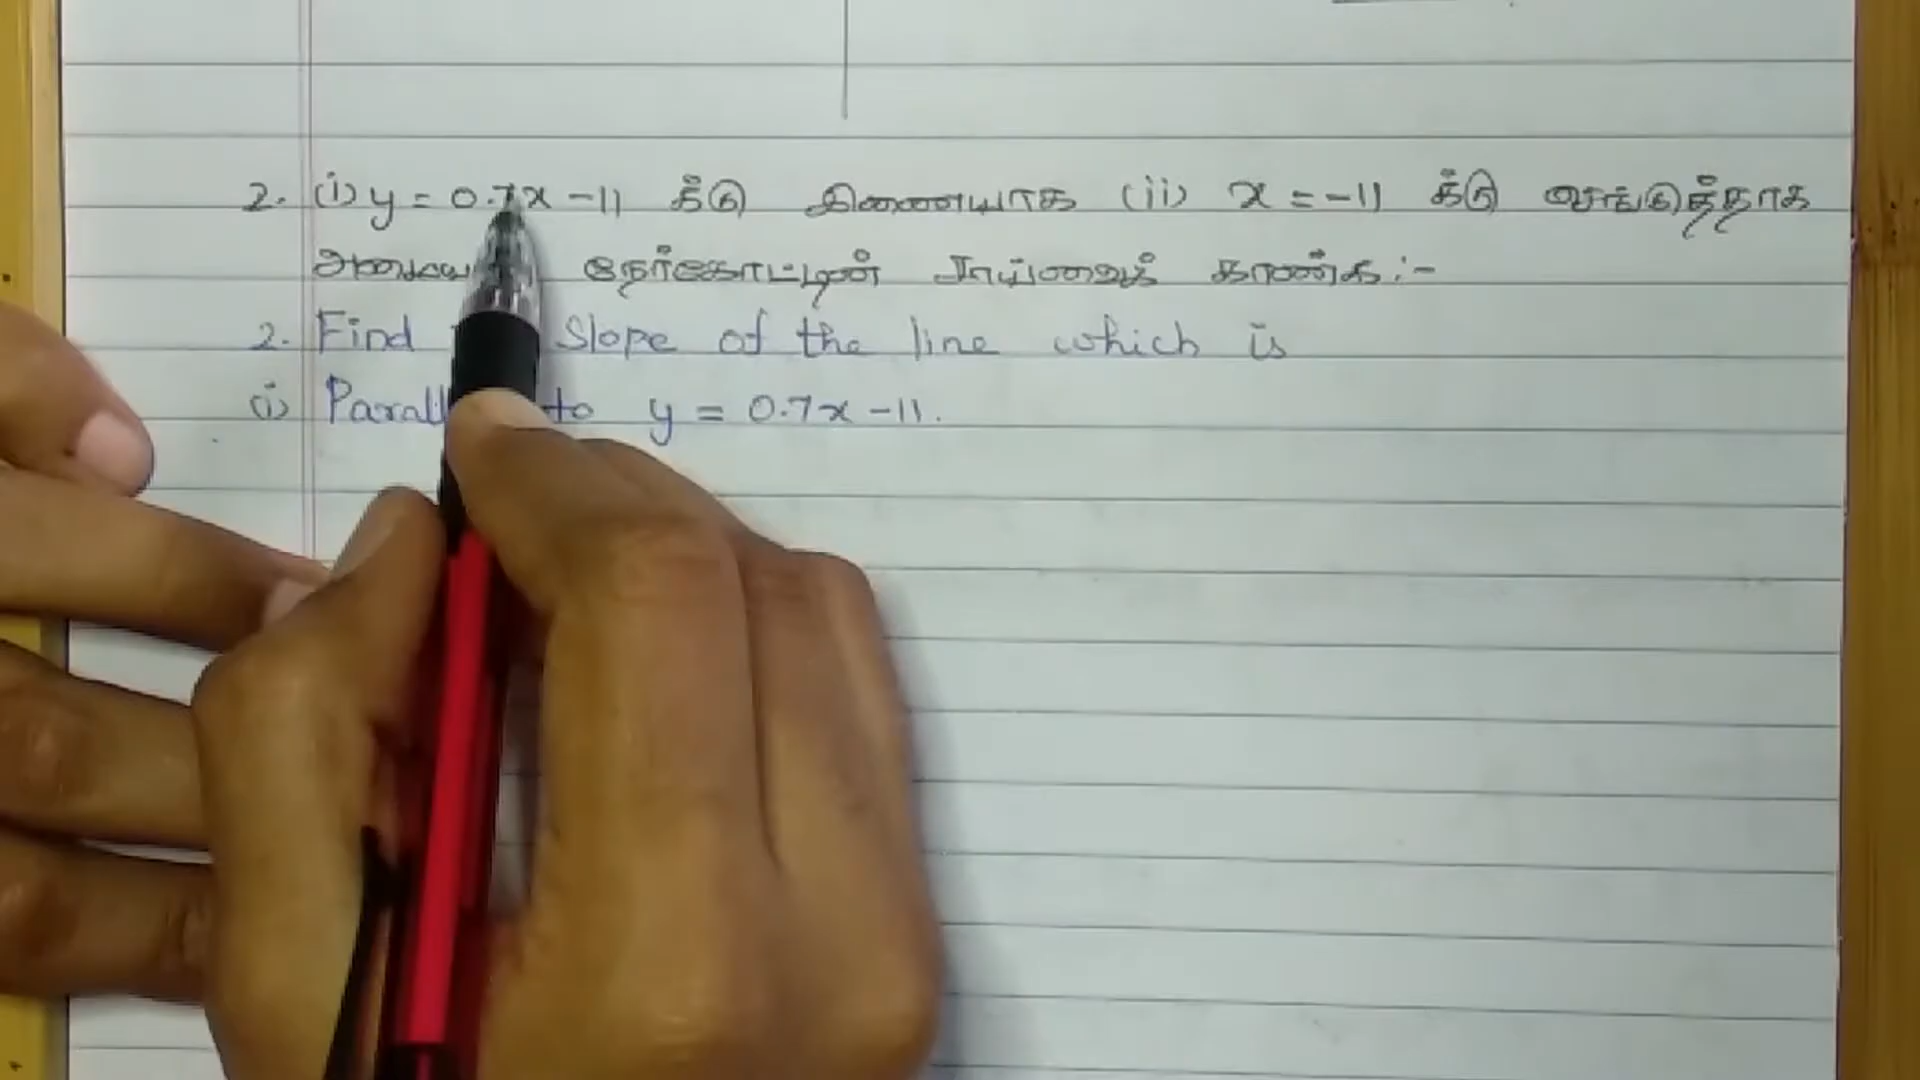 2. (i) y = 0.7x -11 க்கு இணையாக (ii) x = -11 க்கு செங்குத்தாக
நேர்கோட்டின் சாய்வைக் காண்க:-
2. Find Slope of the line which is
(i) to y = 0.7x -11.